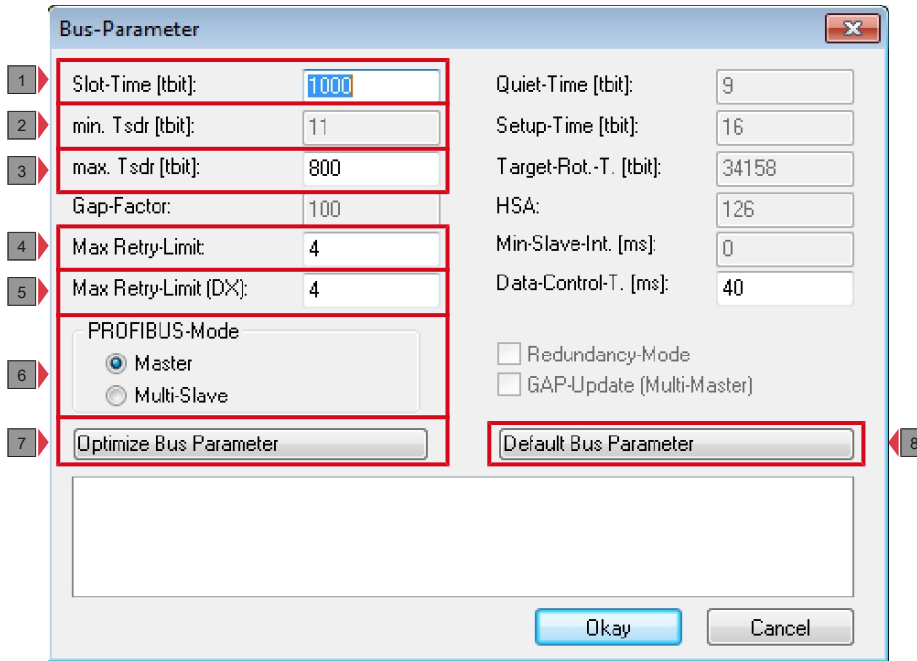 Bus-Parameter
1 Slot-Time [tbit]: 1000 Quiet-Time [tbit]: 9
2 min. Tsdr [tbit]: 11 Setup-Time [tbit]: 16
3 max. Tsdr [tbit]: 800 Target-Rot.-T. [tbit]: 34158
Gap-Factor: 100 HSA: 126
4 Max Retry-Limit: 4 Min-Slave-Int. [ms]: 0
5 Max Retry-Limit (DX): 4 Data-Control-T. [ms]: 40
PROFIBUS-Mode
Master Redundancy-Mode
6 Multi-Slave GAP-Update (Multi-Master)
7 Optimize Bus Parameter Default Bus Parameter 8
Okay Cancel